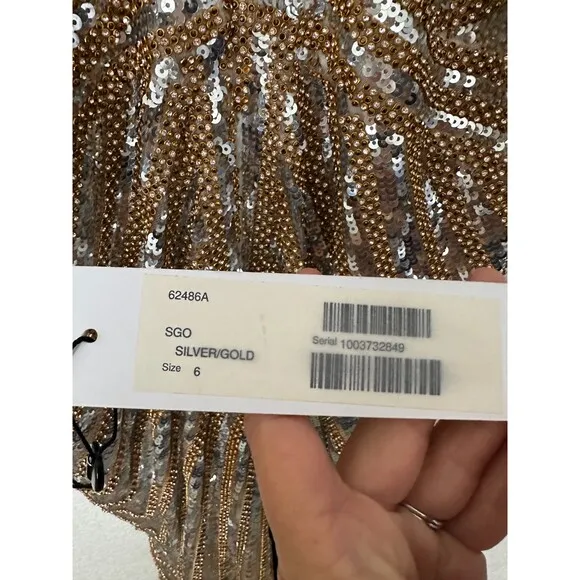 62486A
SGO
SILVER/GOLD
Size 6
Serial 1003732849